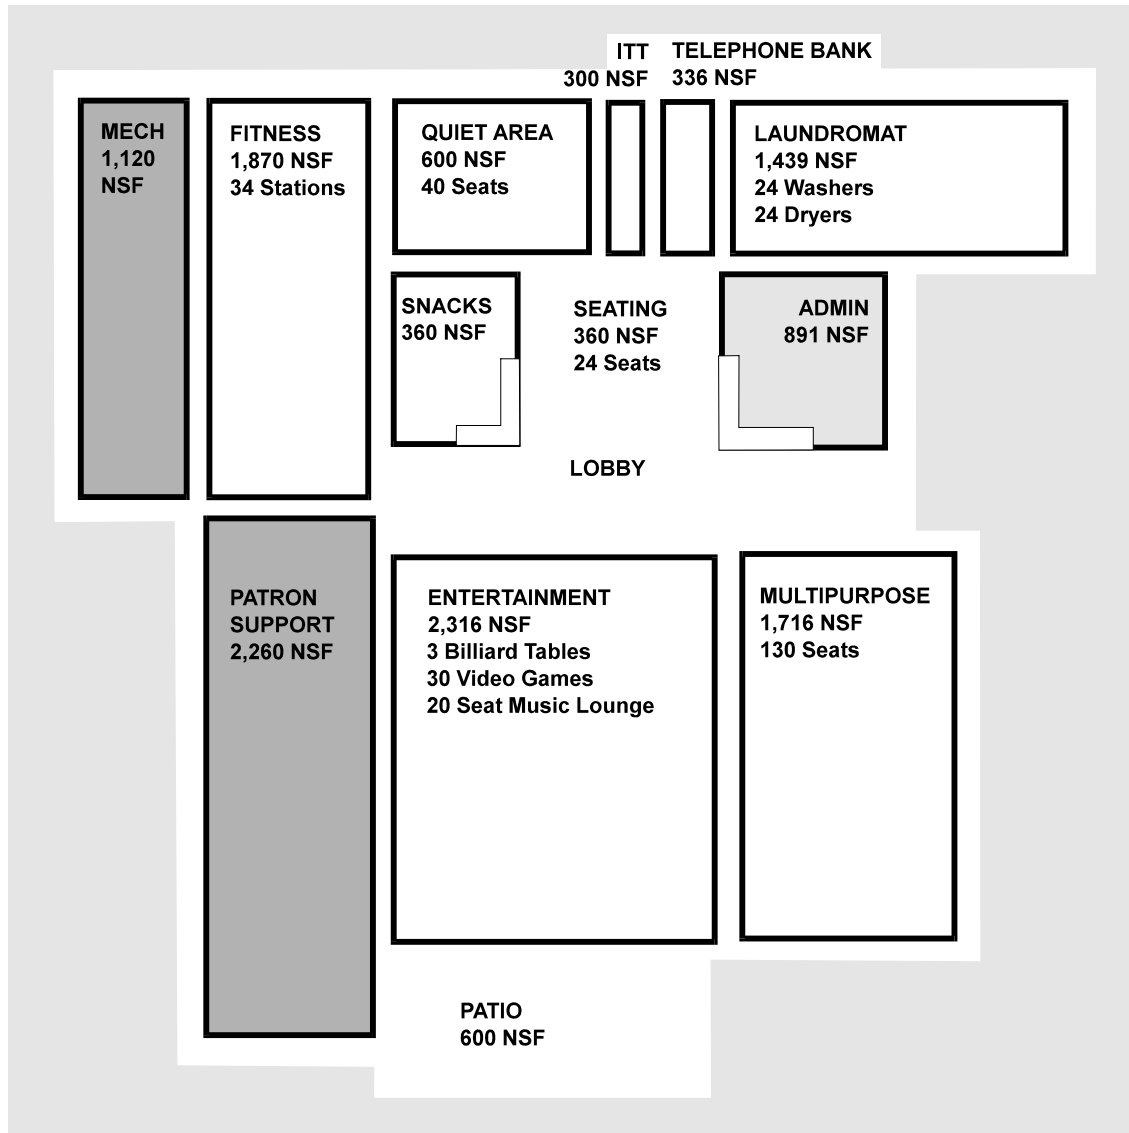 ITT
300 NSF
TELEPHONE BANK
336 NSF
MECH
1,120
NSF
FITNESS
1,870 NSF
34 Stations
QUIET AREA
600 NSF
40 Seats
LAUNDROMAT
1,439 NSF
24 Washers
24 Dryers
SNACKS
360 NSF
SEATING
360 NSF
24 Seats
ADMIN
891 NSF
LOBBY
PATRON
SUPPORT
2,260 NSF
ENTERTAINMENT
2,316 NSF
3 Billiard Tables
30 Video Games
20 Seat Music Lounge
MULTIPURPOSE
1,716 NSF
130 Seats
PATIO
600 NSF